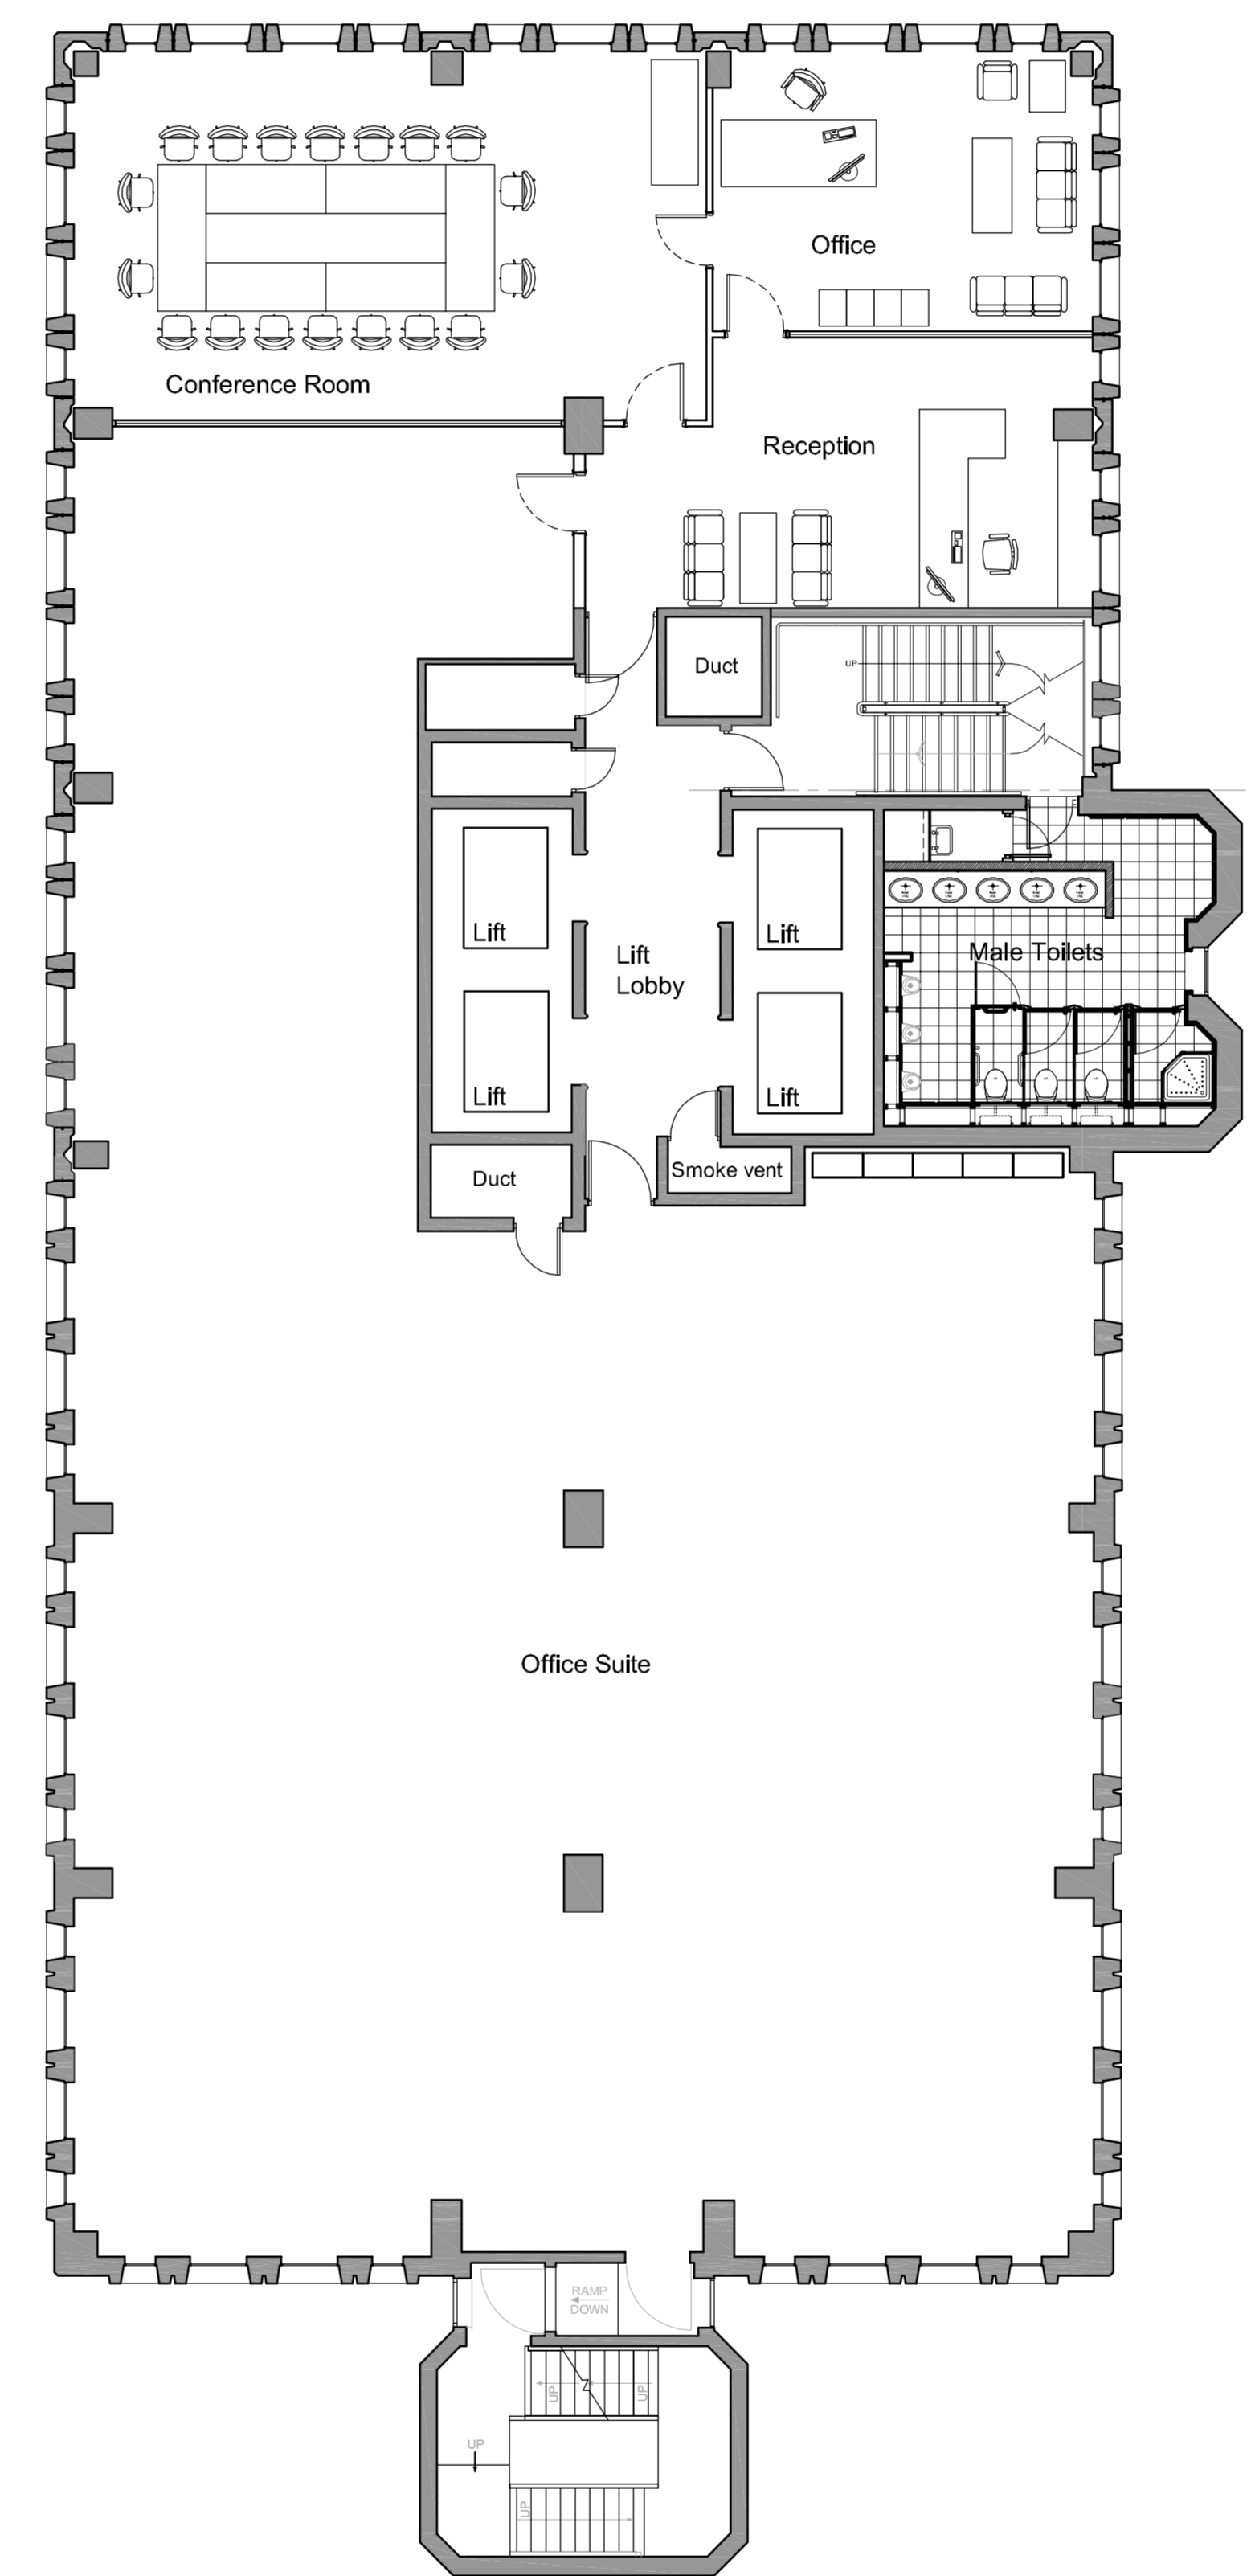 Office
Conference Room
Reception
Duct
UP
Lift
Lift
Lift
Lobby
Male Toilets
Lift
Lift
Smoke vent
Duct
Office Suite
RAMP
DOWN
UP
UP
UP
UP